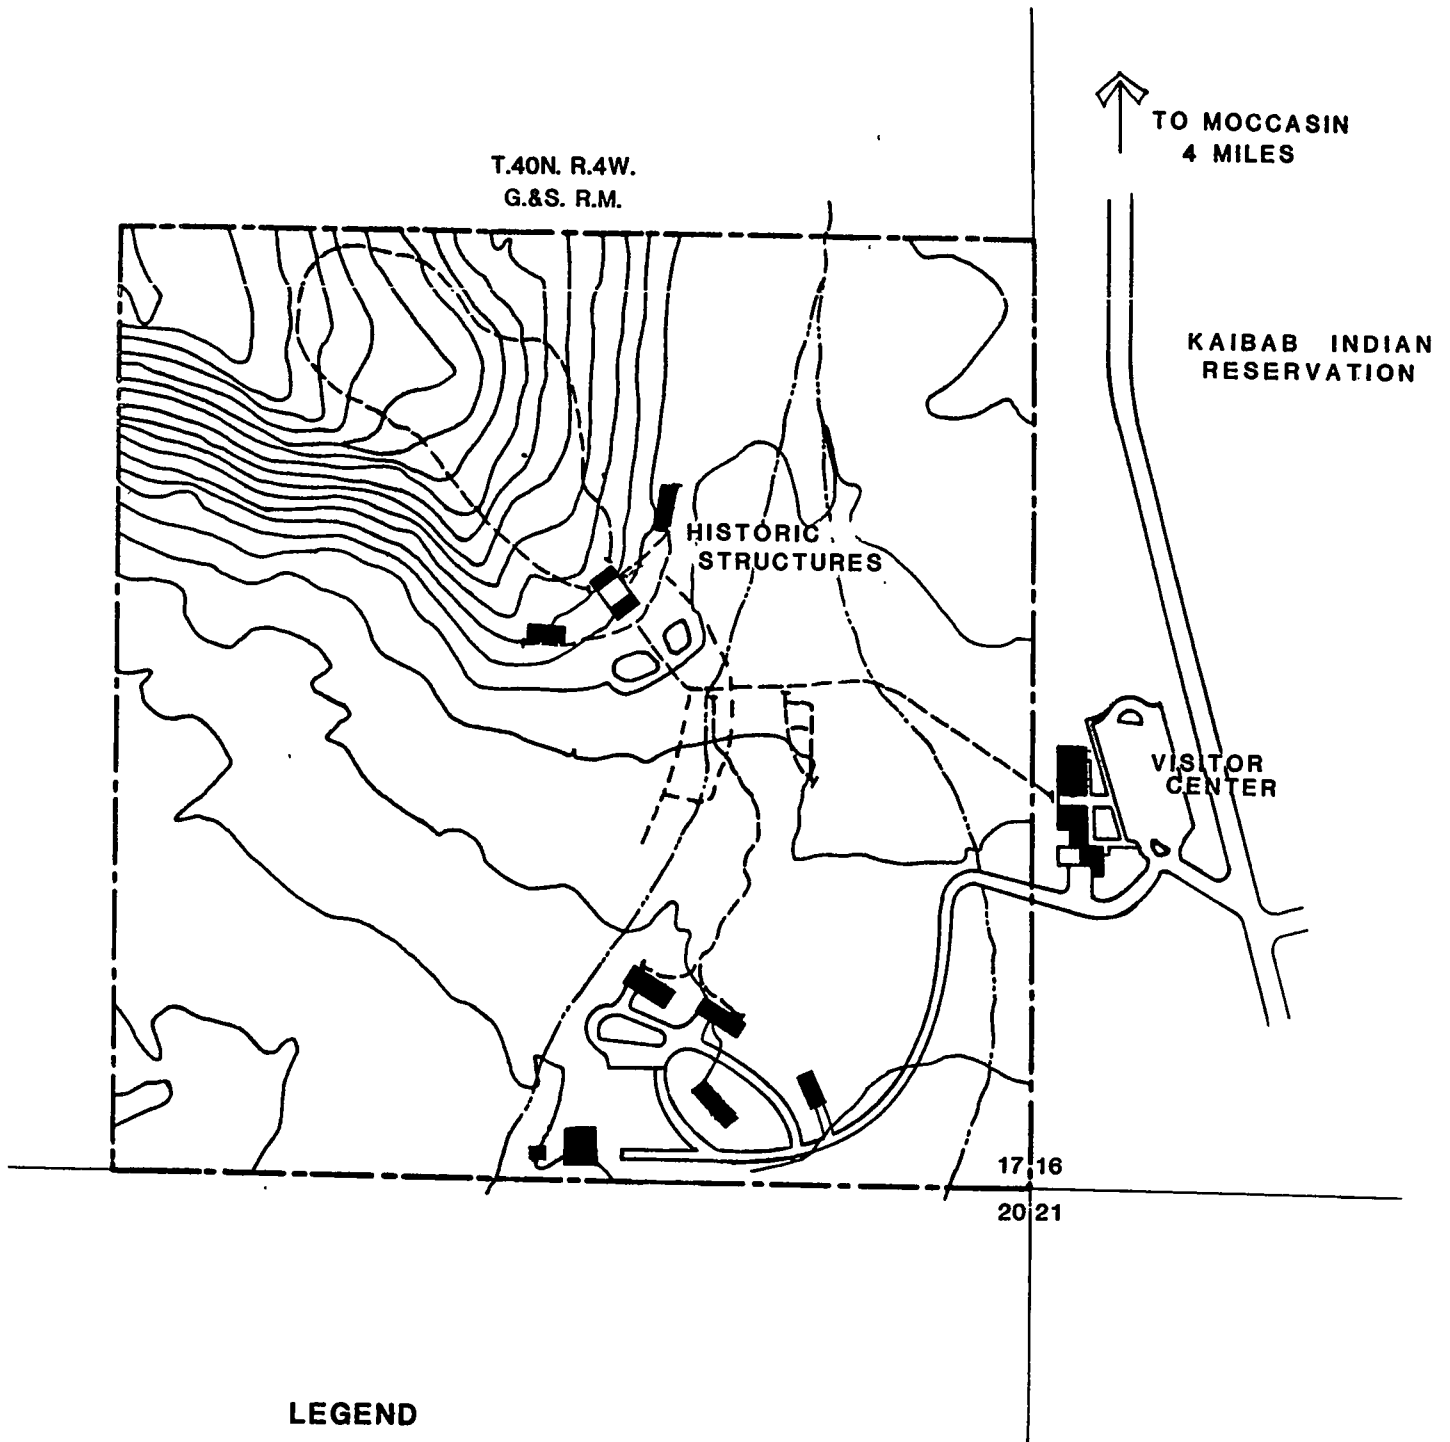 TO MOCCASIN
4 MILES
T.40N. R.4W.
G.&S. R.M.
KAIBAB INDIAN
RESERVATION
HISTORIC
STRUCTURES
VISITOR
CENTER
17 16
20 21
LEGEND